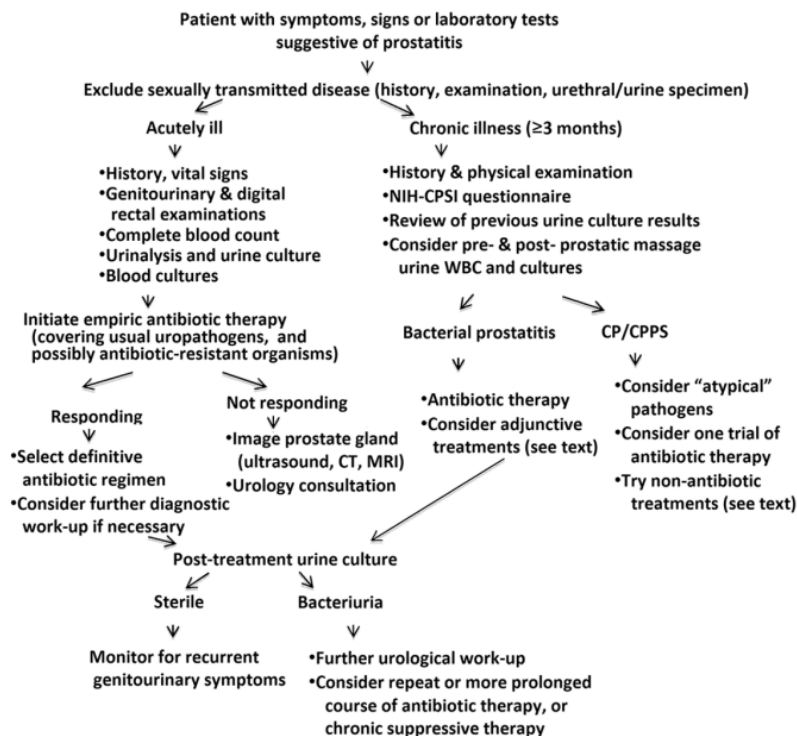 Patient with symptoms, signs or laboratory tests
suggestive of prostatitis
Exclude sexually transmitted disease (history, examination, urethral/urine specimen)
Acutely ill
•History, vital signs
•Genitourinary & digital
rectal examinations
•Complete blood count
•Urinalysis and urine culture
•Blood cultures
Initiate empiric antibiotic therapy
(covering usual uropathogens, and
possibly antibiotic-resistant organisms)
Responding
•Select definitive
antibiotic regimen
•Consider further diagnostic
work-up if necessary
Not responding
•Image prostate gland
(ultrasound, CT, MRI)
•Urology consultation
Chronic illness (≥3 months)
•History & physical examination
•NIH-CPSI questionnaire
•Review of previous urine culture results
•Consider pre- & post- prostatic massage
urine WBC and cultures
Bacterial prostatitis
•Antibiotic therapy
•Consider adjunctive
treatments (see text)
CP/CPPS
•Consider “atypical”
pathogens
•Consider one trial of
antibiotic therapy
•Try non-antibiotic
treatments (see text)
Post-treatment urine culture
Sterile
Monitor for recurrent
genitourinary symptoms
Bacteriuria
•Further urological work-up
•Consider repeat or more prolonged
course of antibiotic therapy, or
chronic suppressive therapy